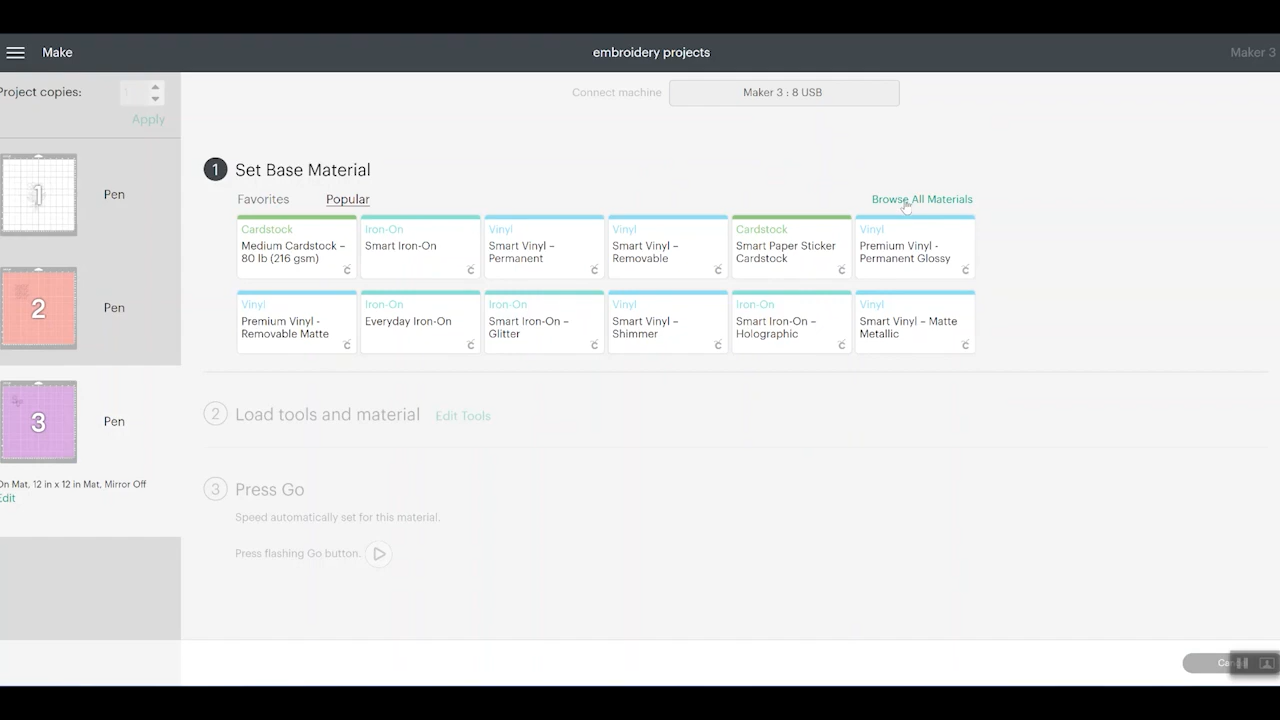 Make
embroidery projects
Maker 3
Project copies:
Apply
1
Pen
2
Pen
3
Pen
On Mat, 12 in x 12 in Mat, Mirror Off
Edit
Connect machine
Maker 3 : 8 USB
1 Set Base Material
Favorites Popular Browse All Materials
Cardstock
Medium Cardstock –
80 lb (216 gsm)
Iron-On
Smart Iron-On
Vinyl
Smart Vinyl –
Permanent
Vinyl
Smart Vinyl –
Removable
Cardstock
Smart Paper Sticker
Cardstock
Vinyl
Premium Vinyl -
Permanent Glossy
Vinyl
Premium Vinyl -
Removable Matte
Iron-On
Everyday Iron-On
Iron-On
Smart Iron-On –
Glitter
Vinyl
Smart Vinyl –
Shimmer
Iron-On
Smart Iron-On –
Holographic
Vinyl
Smart Vinyl – Matte
Metallic
2 Load tools and material Edit Tools
3 Press Go
Speed automatically set for this material.
Press flashing Go button.